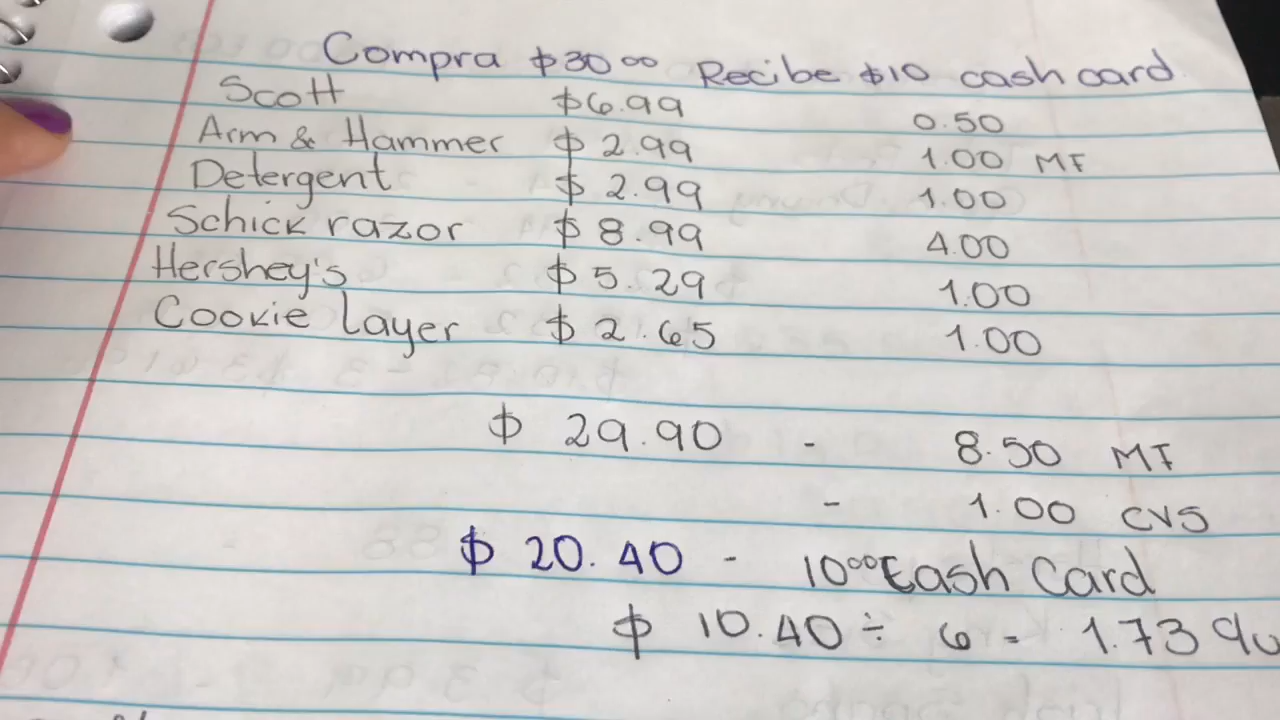 Compra $30⁰⁰ Recibe $10 cash card
Scott $6.99 0.50
Arm & Hammer $ 2.99 1.00 MF
Detergent $ 2.99 1.00
Schick razor $ 8.99 4.00
Hershey's $ 5.29 1.00
Cookie layer $ 2.65 1.00
$ 29.90 - 8.50 MF
- 1.00 CVS
$ 20.40 - 10⁰⁰ Cash Card
$ 10.40 ÷ 6 = 1.73